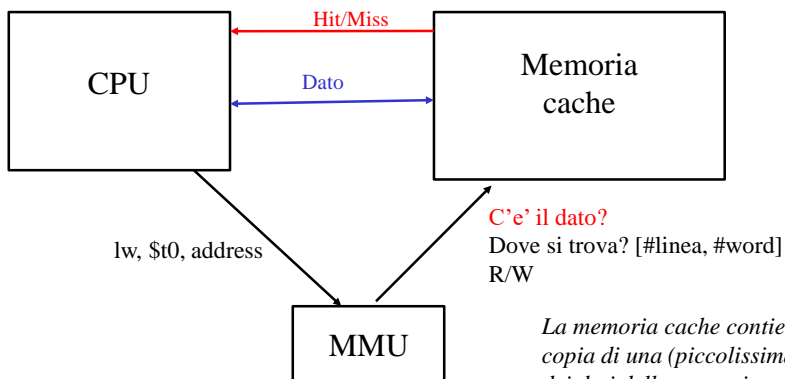 Hit/Miss
CPU
Memoria
cache
Dato
C'e' il dato?
Dove si trova? [#linea, #word]
R/W
lw, $t0, address
MMU
La memoria cache contie
copia di una (piccolissima